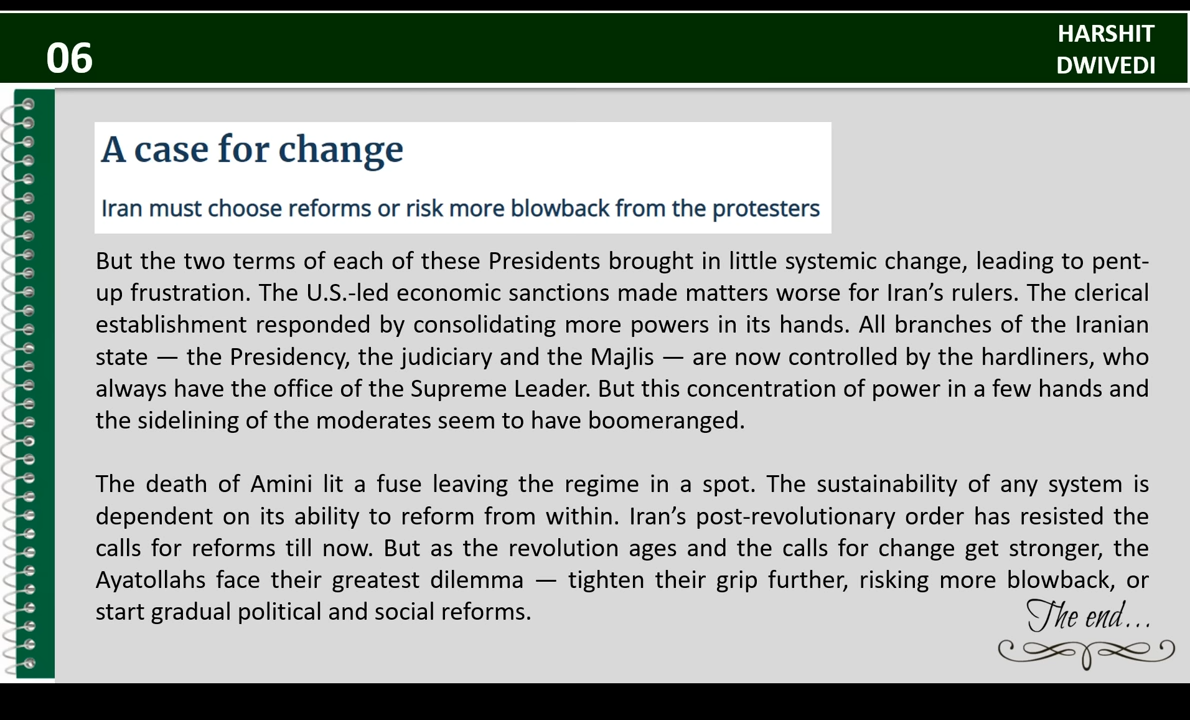 06
HARSHIT
DWIVEDI
A case for change
Iran must choose reforms or risk more blowback from the protesters
But the two terms of each of these Presidents brought in little systemic change, leading to pent-
up frustration. The U.S.-led economic sanctions made matters worse for Iran’s rulers. The clerical
establishment responded by consolidating more powers in its hands. All branches of the Iranian
state — the Presidency, the judiciary and the Majlis — are now controlled by the hardliners, who
always have the office of the Supreme Leader. But this concentration of power in a few hands and
the sidelining of the moderates seem to have boomeranged.
The death of Amini lit a fuse leaving the regime in a spot. The sustainability of any system is
dependent on its ability to reform from within. Iran’s post-revolutionary order has resisted the
calls for reforms till now. But as the revolution ages and the calls for change get stronger, the
Ayatollahs face their greatest dilemma — tighten their grip further, risking more blowback, or
start gradual political and social reforms.
The end...